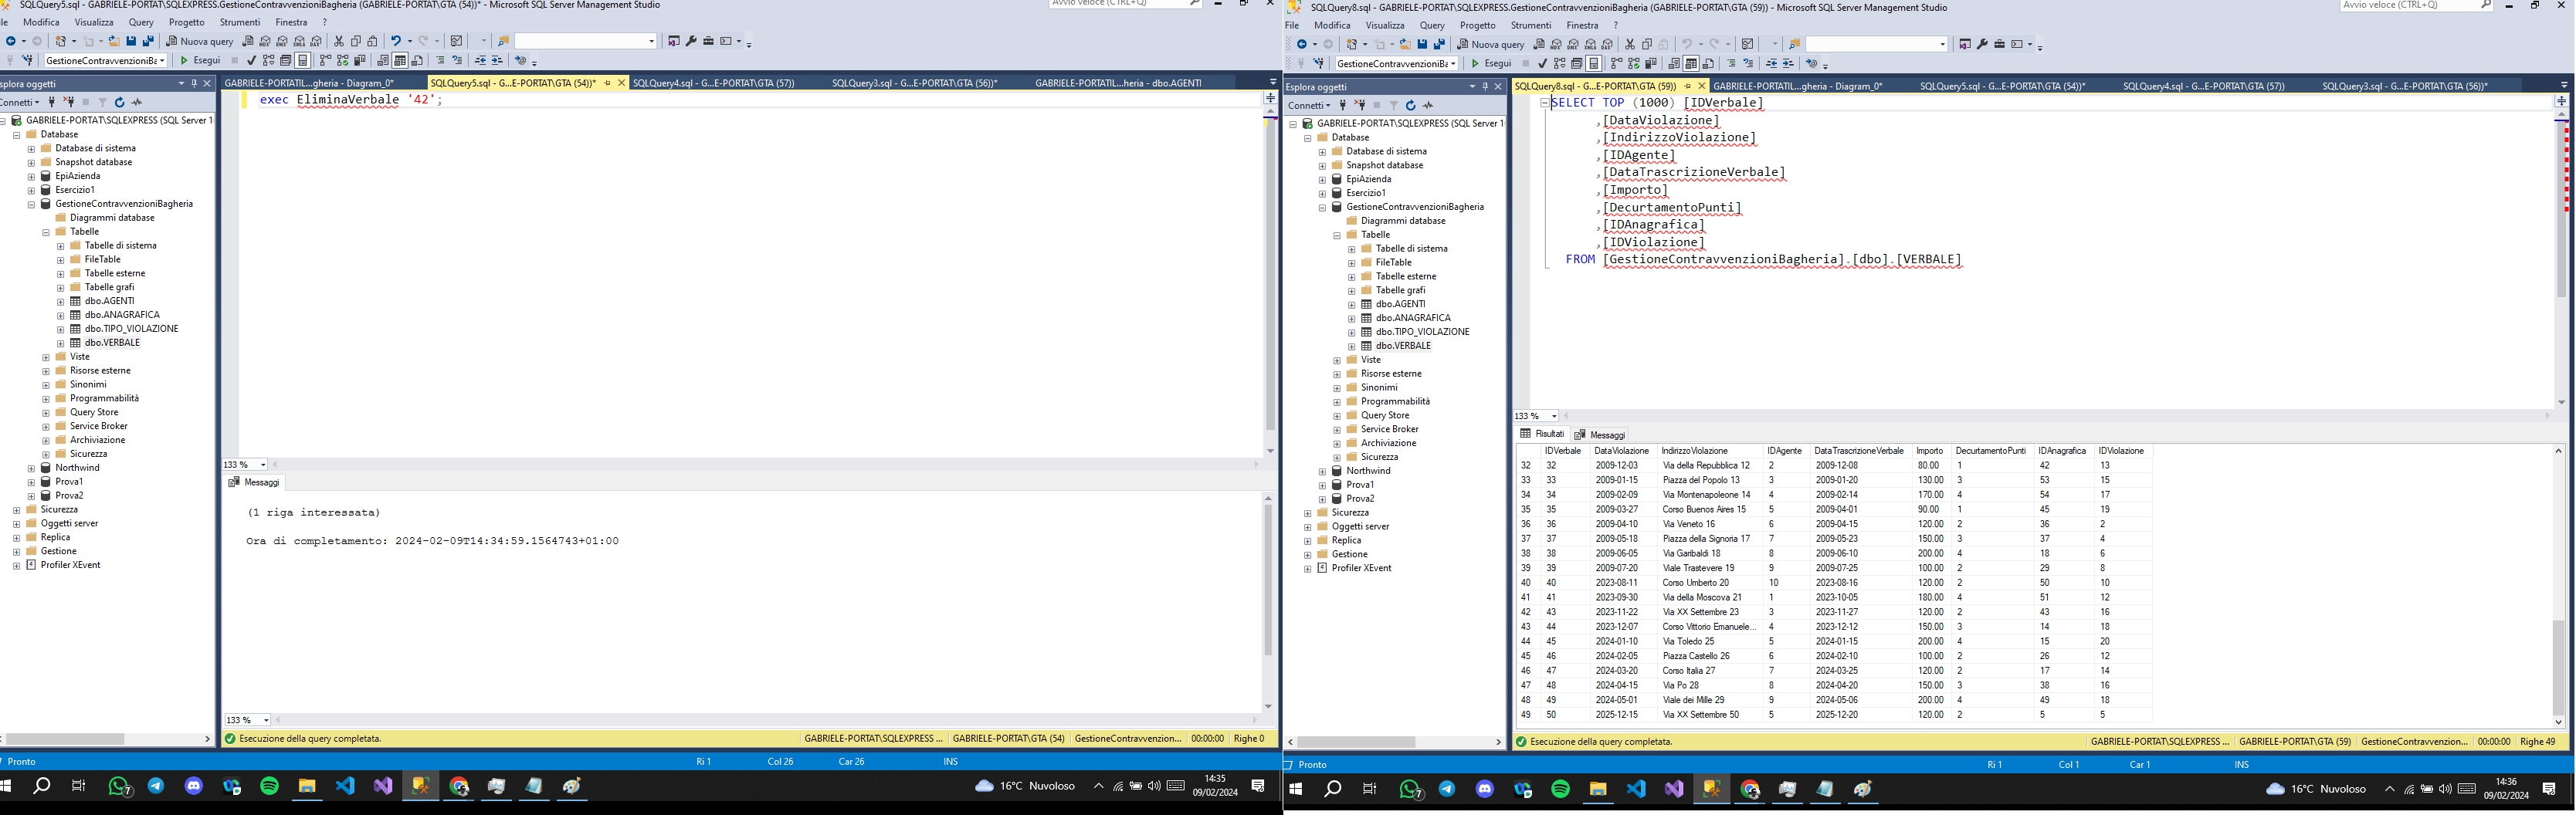 SQLQuery5.sql - GABRIELE-PORTAT\SQLEXPRESS.GestioneContravvenzioniBagheria (GABRIELE-PORTAT\GTA (54))* - Microsoft SQL Server Management Studio
Avvio veloce (CTRL+Q)
ile Modifica Visualizza Query Progetto Strumenti Finestra ?
Nuova query
GestioneContravvenzioniBa
Esegui
splora oggetti
GABRIELE-PORTATIL...gheria - Diagram_0*
SQLQuery5.sql - G...E-PORTAT\GTA (54))*
SQLQuery4.sql - G...E-PORTAT\GTA (57))
SQLQuery3.sql - G...E-PORTAT\GTA (56))*
GABRIELE-PORTATIL...heria - dbo.AGENTI
onnetti
exec EliminaVerbale '42';
GABRIELE-PORTAT\SQLEXPRESS (SQL Server 1
Database
Database di sistema
Snapshot database
EpiAzienda
Esercizio1
GestioneContravvenzioniBagheria
Diagrammi database
Tabelle
Tabelle di sistema
FileTable
Tabelle esterne
Tabelle grafi
dbo.AGENTI
dbo.ANAGRAFICA
dbo.TIPO_VIOLAZIONE
dbo.VERBALE
Viste
Risorse esterne
Sinonimi
Programmabilità
Query Store
Service Broker
Archiviazione
Sicurezza
Northwind
Prova1
Prova2
Sicurezza
Oggetti server
Replica
Gestione
Profiler XEvent
133 %
Messaggi
(1 riga interessata)
Ora di completamento: 2024-02-09T14:34:59.1564743+01:00
133 %
Esecuzione della query completata.
GABRIELE-PORTAT\SQLEXPRESS ... GABRIELE-PORTAT\GTA (54) GestioneContravvenzion... 00:00:00 Righe 0
Pronto Ri 1 Col 26 Car 26 INS
7
16°C Nuvoloso
14:35
09/02/2024
SQLQuery8.sql - GABRIELE-PORTAT\SQLEXPRESS.GestioneContravvenzioniBagheria (GABRIELE-PORTAT\GTA (59)) - Microsoft SQL Server Management Studio
Avvio veloce (CTRL+Q)
File Modifica Visualizza Query Progetto Strumenti Finestra ?
Nuova query
GestioneContravvenzioniBa
Esegui
Esplora oggetti
SQLQuery8.sql - G...E-PORTAT\GTA (59))
GABRIELE-PORTATIL...gheria - Diagram_0*
SQLQuery5.sql - G...E-PORTAT\GTA (54))*
SQLQuery4.sql - G...E-PORTAT\GTA (57))
SQLQuery3.sql - G...E-PORTAT\GTA (56))*
Connetti
SELECT TOP (1000) [IDVerbale]
,[DataViolazione]
,[IndirizzoViolazione]
,[IDAgente]
,[DataTrascrizioneVerbale]
,[Importo]
,[DecurtamentoPunti]
,[IDAnagrafica]
,[IDViolazione]
FROM [GestioneContravvenzioniBagheria].[dbo].[VERBALE]
GABRIELE-PORTAT\SQLEXPRESS (SQL Server 1
Database
Database di sistema
Snapshot database
EpiAzienda
Esercizio1
GestioneContravvenzioniBagheria
Diagrammi database
Tabelle
Tabelle di sistema
FileTable
Tabelle esterne
Tabelle grafi
dbo.AGENTI
dbo.ANAGRAFICA
dbo.TIPO_VIOLAZIONE
dbo.VERBALE
Viste
Risorse esterne
Sinonimi
Programmabilità
Query Store
Service Broker
Archiviazione
Sicurezza
Northwind
Prova1
Prova2
Sicurezza
Oggetti server
Replica
Gestione
Profiler XEvent
133 %
Risultati Messaggi
IDVerbale DataViolazione IndirizzoViolazione IDAgente DataTrascrizioneVerbale Importo DecurtamentoPunti IDAnagrafica IDViolazione
32 32 2009-12-03 Via della Repubblica 12 2 2009-12-08 80.00 1 42 13
33 33 2009-01-15 Piazza del Popolo 13 3 2009-01-20 130.00 3 53 15
34 34 2009-02-09 Via Montenapoleone 14 4 2009-02-14 170.00 4 54 17
35 35 2009-03-27 Corso Buenos Aires 15 5 2009-04-01 90.00 1 45 19
36 36 2009-04-10 Via Veneto 16 6 2009-04-15 120.00 2 36 2
37 37 2009-05-18 Piazza della Signoria 17 7 2009-05-23 150.00 3 37 4
38 38 2009-06-05 Via Garibaldi 18 8 2009-06-10 200.00 4 18 6
39 39 2009-07-20 Viale Trastevere 19 9 2009-07-25 100.00 2 29 8
40 40 2023-08-11 Corso Umberto 20 10 2023-08-16 120.00 2 50 10
41 41 2023-09-30 Via della Moscova 21 1 2023-10-05 180.00 4 51 12
42 43 2023-11-22 Via XX Settembre 23 3 2023-11-27 120.00 2 43 16
43 44 2023-12-07 Corso Vittorio Emanuele... 4 2023-12-12 150.00 3 14 18
44 45 2024-01-10 Via Toledo 25 5 2024-01-15 200.00 4 15 20
45 46 2024-02-05 Piazza Castello 26 6 2024-02-10 100.00 2 26 12
46 47 2024-03-20 Corso Italia 27 7 2024-03-25 120.00 2 17 14
47 48 2024-04-15 Via Po 28 8 2024-04-20 150.00 3 38 16
48 49 2024-05-01 Viale dei Mille 29 9 2024-05-06 200.00 4 49 18
49 50 2025-12-15 Via XX Settembre 50 5 2025-12-20 120.00 2 5 5
Esecuzione della query completata.
GABRIELE-PORTAT\SQLEXPRESS ... GABRIELE-PORTAT\GTA (59) GestioneContravvenzion... 00:00:00 Righe 49
Pronto Ri 1 Col 1 Car 1 INS
7
16°C Nuvoloso
14:36
09/02/2024